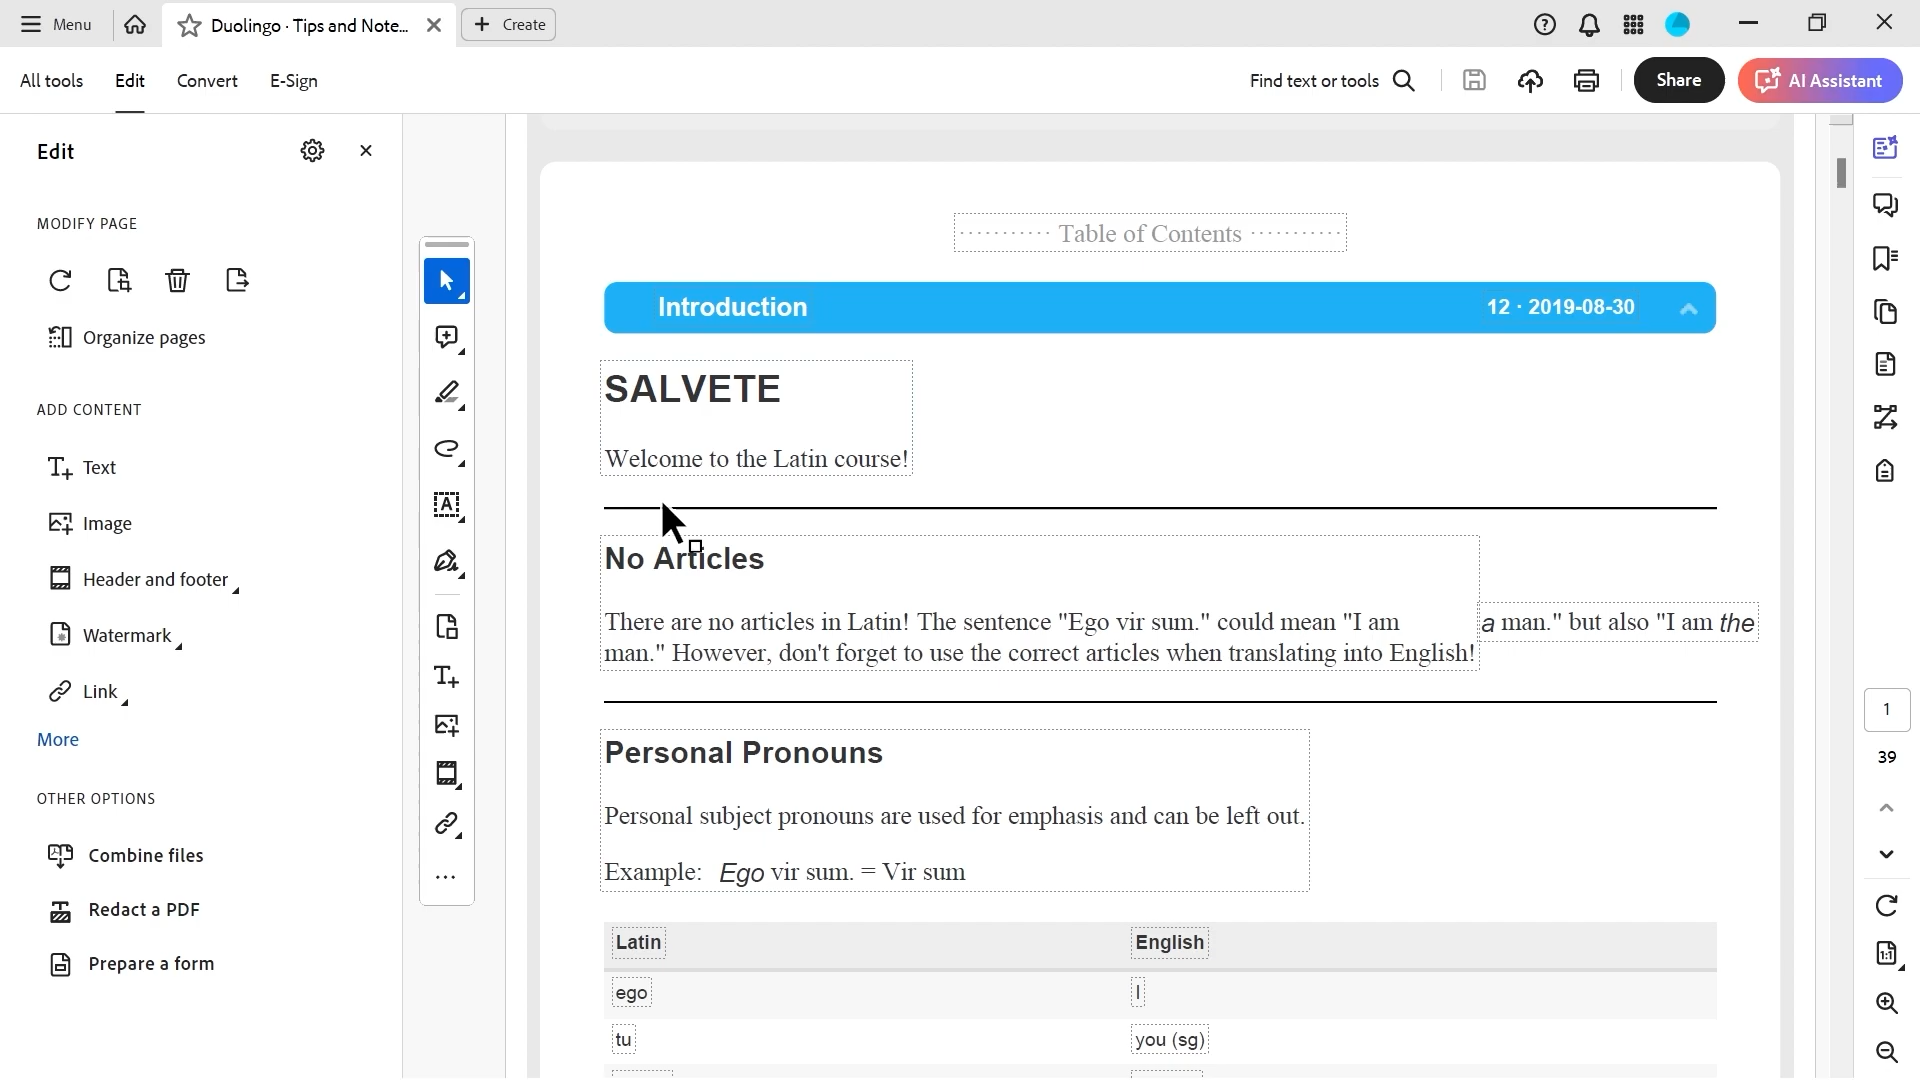 Menu
Duolingo · Tips and Note...
Create
All tools
Edit
Convert
E-Sign
Find text or tools
Share
AI Assistant
Edit
MODIFY PAGE
Organize pages
ADD CONTENT
Text
Image
Header and footer
Watermark
Link
More
OTHER OPTIONS
Combine files
Redact a PDF
Prepare a form
··········· Table of Contents ···········
Introduction 12 · 2019-08-30
SALVETE
Welcome to the Latin course!
No Articles
There are no articles in Latin! The sentence "Ego vir sum." could mean "I am a man." but also "I am the
man." However, don't forget to use the correct articles when translating into English!
Personal Pronouns
Personal subject pronouns are used for emphasis and can be left out.
Example: Ego vir sum. = Vir sum
Latin English
ego I
tu you (sg)
1
39